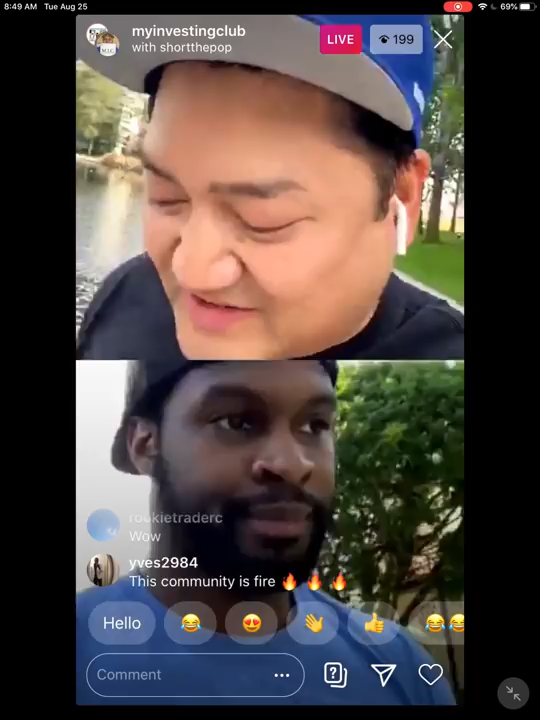 8:49 AM Tue Aug 25
69%
myinvestingclub
with shortthepop
LIVE
199
rookietraderc
Wow
yves2984
This community is fire 🔥 🔥 🔥
Hello 😂 😍 👋 👍 😂😂
Comment